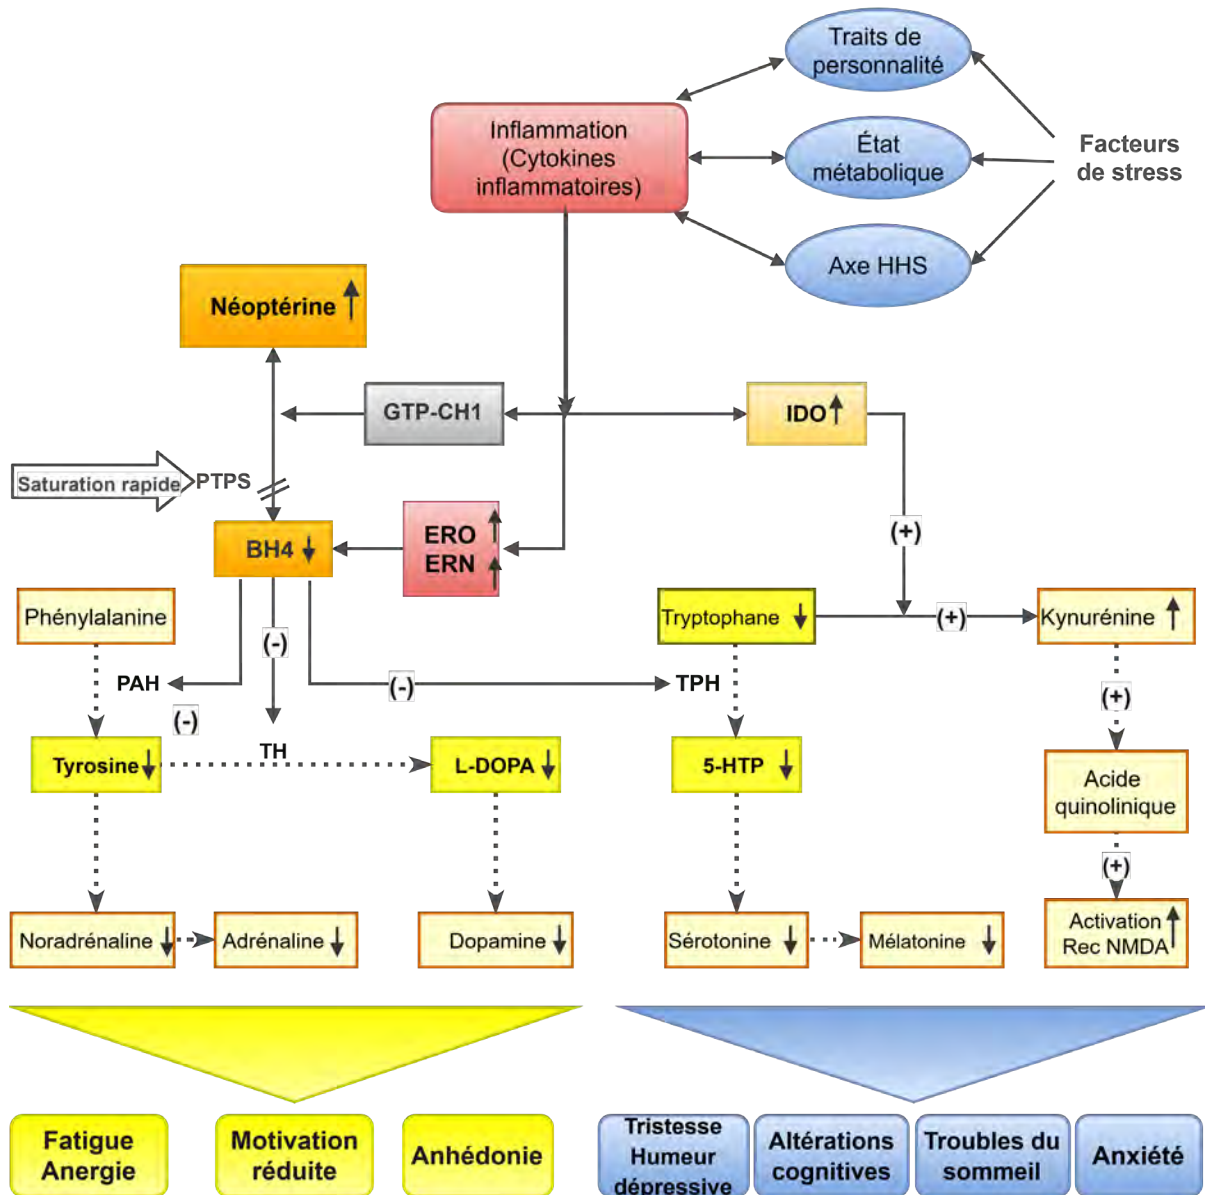 Traits de
personnalité
Inflammation
(Cytokines
inflammatoires)
État
métabolique
Facteurs
de stress
Axe HHS
Néoptérine
GTP-CH1
IDO
Saturation rapide
PTPS
(+)
BH4
ERO
ERN
Phénylalanine
(-)
Tryptophane
(+)
Kynurénine
PAH
(-)
TPH
(+)
(-)
TH
Tyrosine
L-DOPA
5-HTP
Acide
quinolinique
(+)
Noradrénaline
Adrénaline
Dopamine
Sérotonine
Mélatonine
Activation
Rec NMDA
Fatigue
Anergie
Motivation
réduite
Anhédonie
Tristesse
Humeur
dépressive
Altérations
cognitives
Troubles du
sommeil
Anxiété